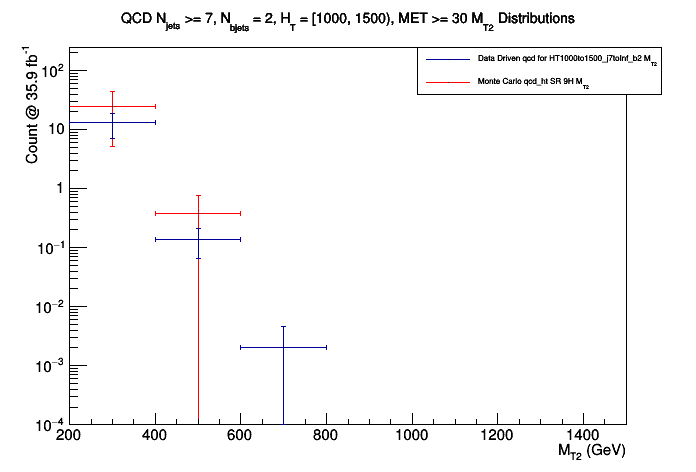 QCD N_jets >= 7, N_bjets = 2, H_T = [1000, 1500), MET >= 30 M_T2 Distributions
Data Driven qcd for HT1000to1500_j7toInf_b2 M_T2
Monte Carlo qcd_ht SR 9H M_T2
Count @ 35.9 fb^-1
10^2
10
1
10^−1
10^−2
10^−3
10^−4
200 400 600 800 1000 1200 1400
M_T2 (GeV)